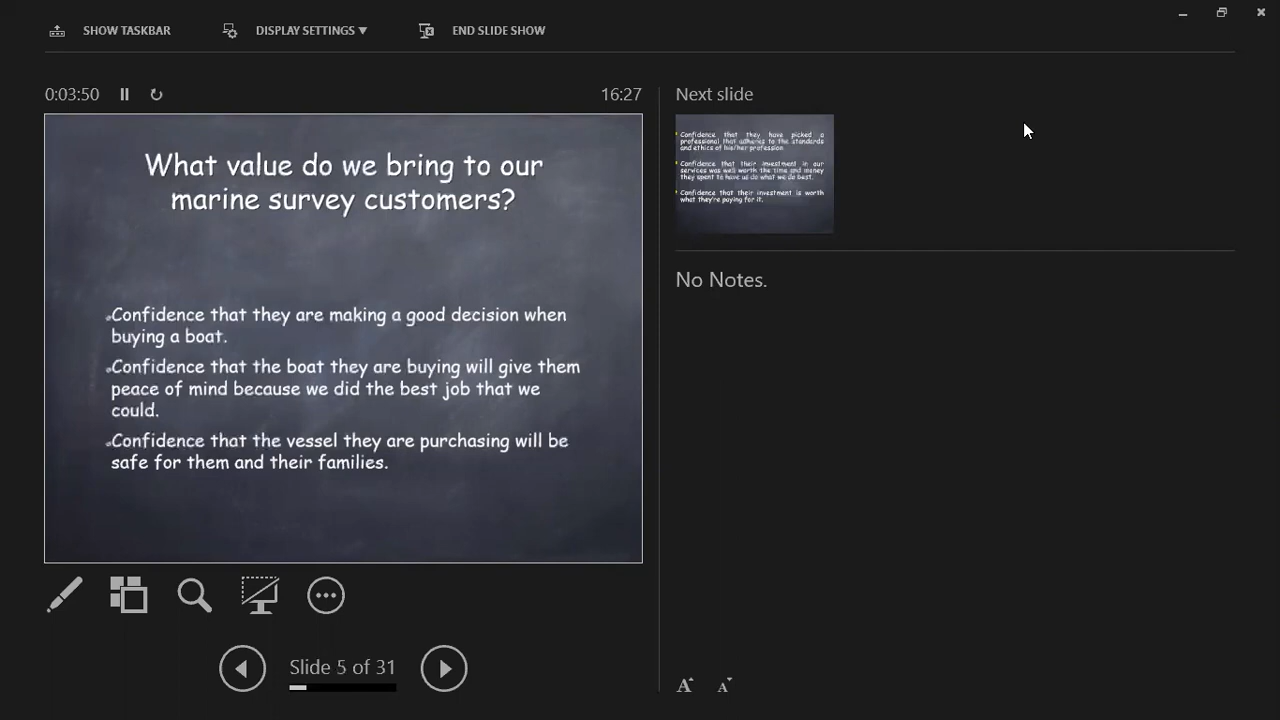 SHOW TASKBAR
DISPLAY SETTINGS ▼
END SLIDE SHOW
0:03:50
16:27
What value do we bring to our
marine survey customers?
Confidence that they are making a good decision when
buying a boat.
Confidence that the boat they are buying will give them
peace of mind because we did the best job that we
could.
Confidence that the vessel they are purchasing will be
safe for them and their families.
Slide 5 of 31
Next slide
Confidence that they have picked a
professional that adheres to the standards
and ethics of his/her profession.
Confidence that their investment in our
services was well worth the time and money
they spent to have us do what we do best.
Confidence that their investment is worth
what they're paying for it.
No Notes.
A A